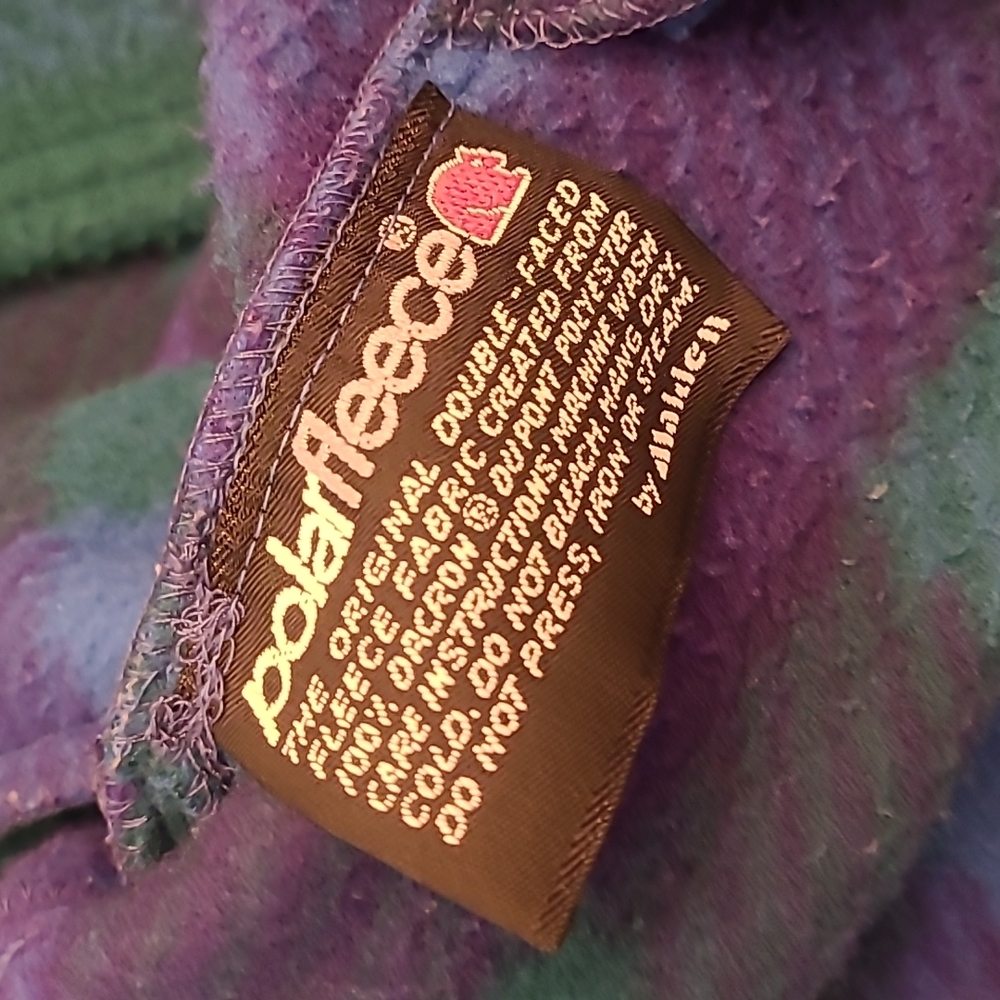 polarfleece®
THE ORIGINAL DOUBLE-FACED
FLEECE FABRIC CREATED FROM
100% DACRON® DUPONT POLYESTER
CARE INSTRUCTIONS: MACHINE WASH
COLD. DO NOT BLEACH. HANG DRY.
DO NOT PRESS, IRON OR STEAM.
by Malden